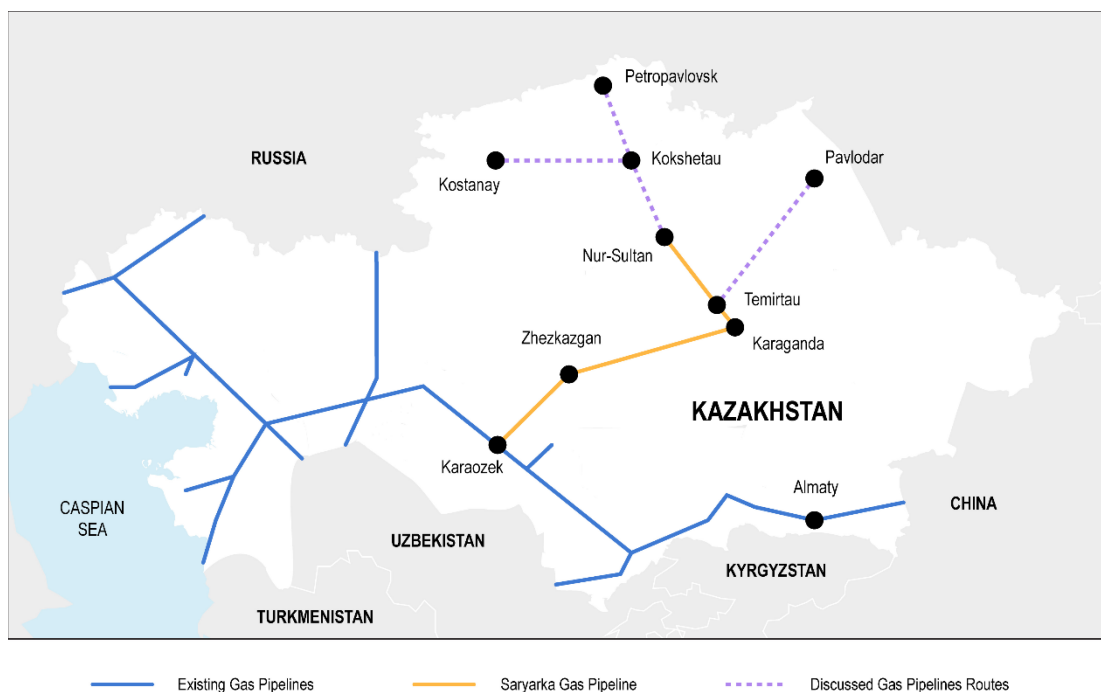 Petropavlovsk
RUSSIA
Kokshetau
Pavlodar
Kostanay
Nur-Sultan
Temirtau
Zhezkazgan
Karaganda
KAZAKHSTAN
Karaozek
Almaty
CASPIAN
SEA
CHINA
UZBEKISTAN
KYRGYZSTAN
TURKMENISTAN
Existing Gas Pipelines
Saryarka Gas Pipeline
Discussed Gas Pipelines Routes